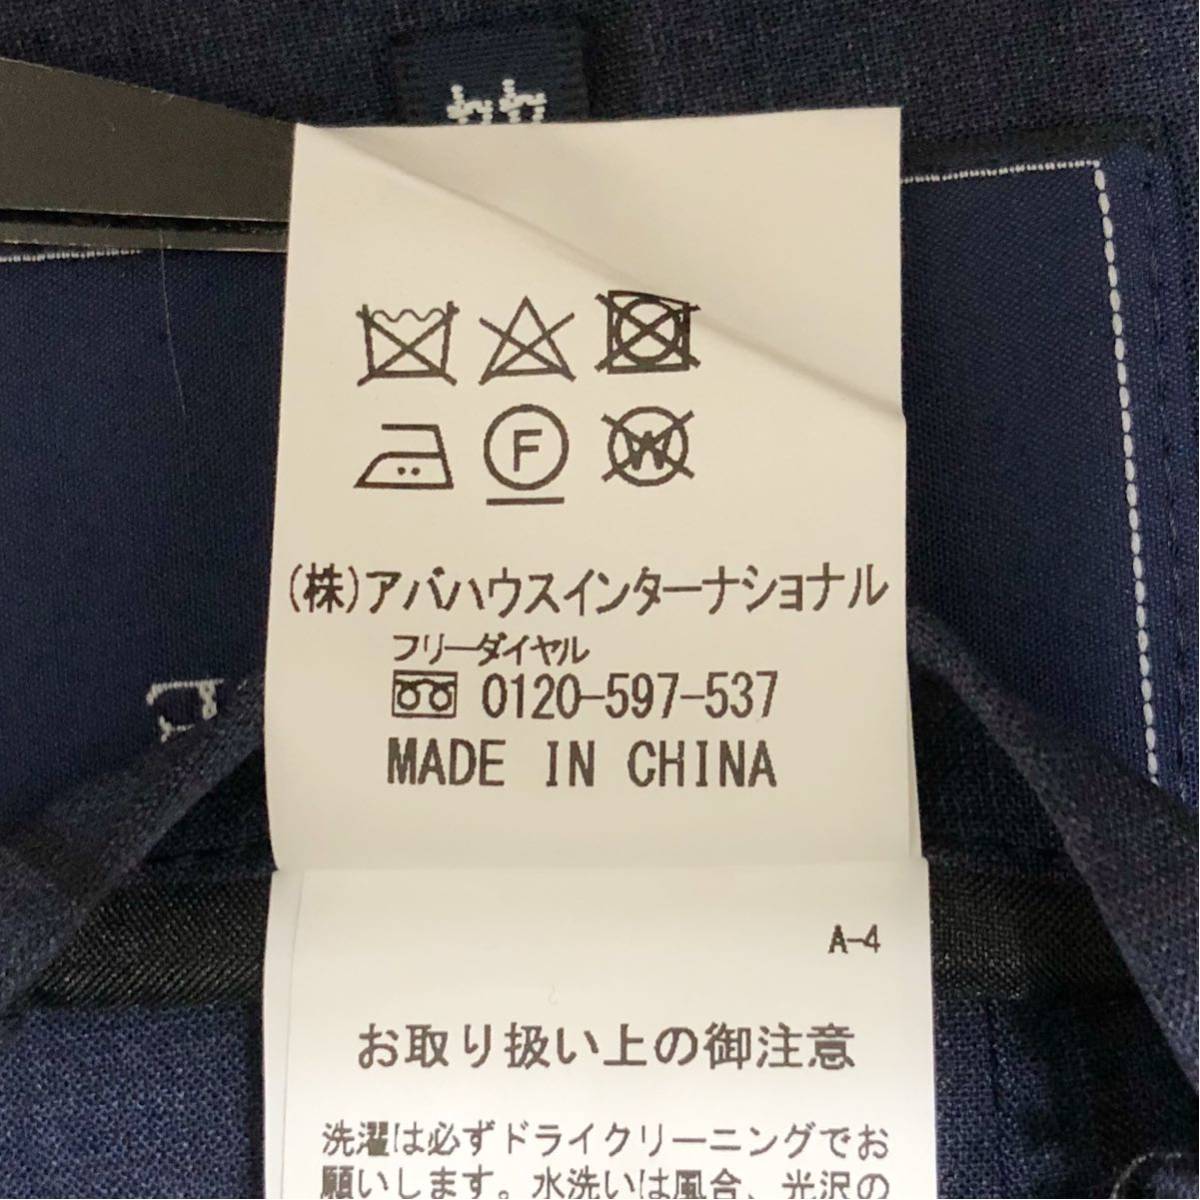 F
W
(株)アバハウスインターナショナル
フリーダイヤル
0120-597-537
MADE IN CHINA
A-4
お取り扱い上の御注意
洗濯は必ずドライクリーニングでお
願いします。水洗いは風合、光沢の